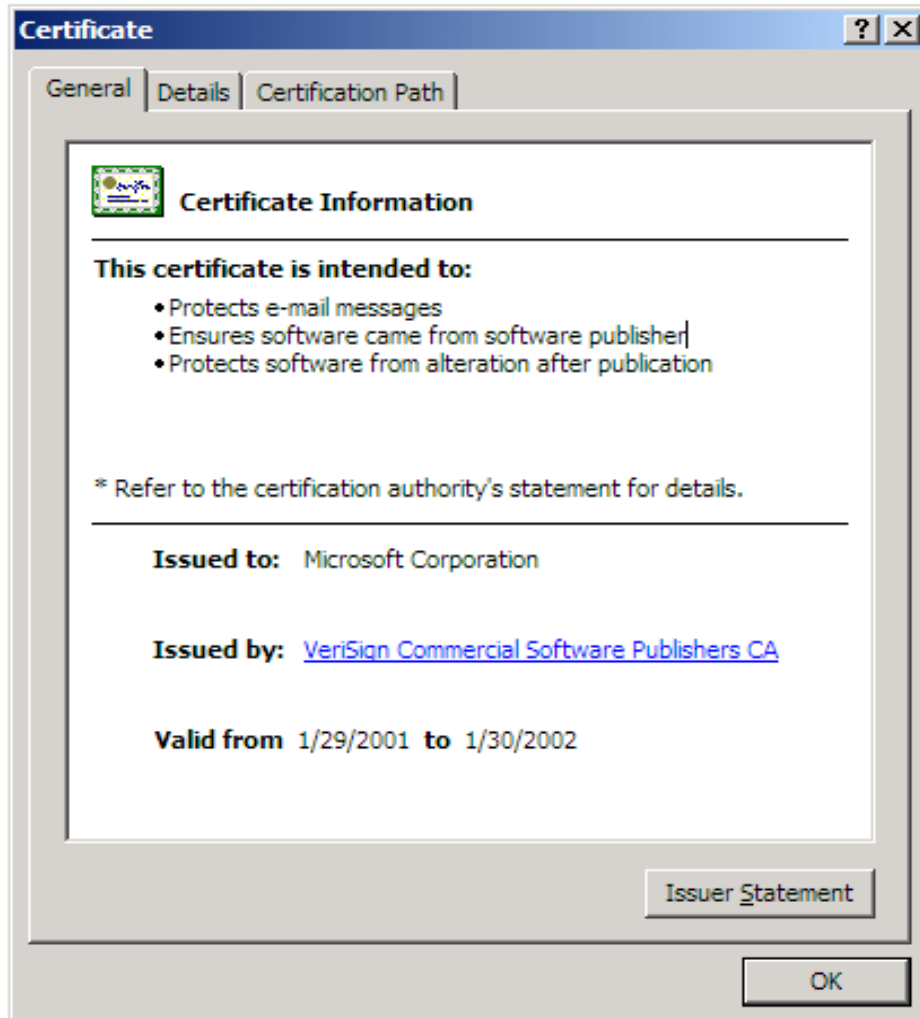 Certificate
General Details Certification Path
Certificate Information
This certificate is intended to:
•Protects e-mail messages
•Ensures software came from software publisher
•Protects software from alteration after publication
* Refer to the certification authority's statement for details.
Issued to: Microsoft Corporation
Issued by: VeriSign Commercial Software Publishers CA
Valid from 1/29/2001 to 1/30/2002
Issuer Statement
OK